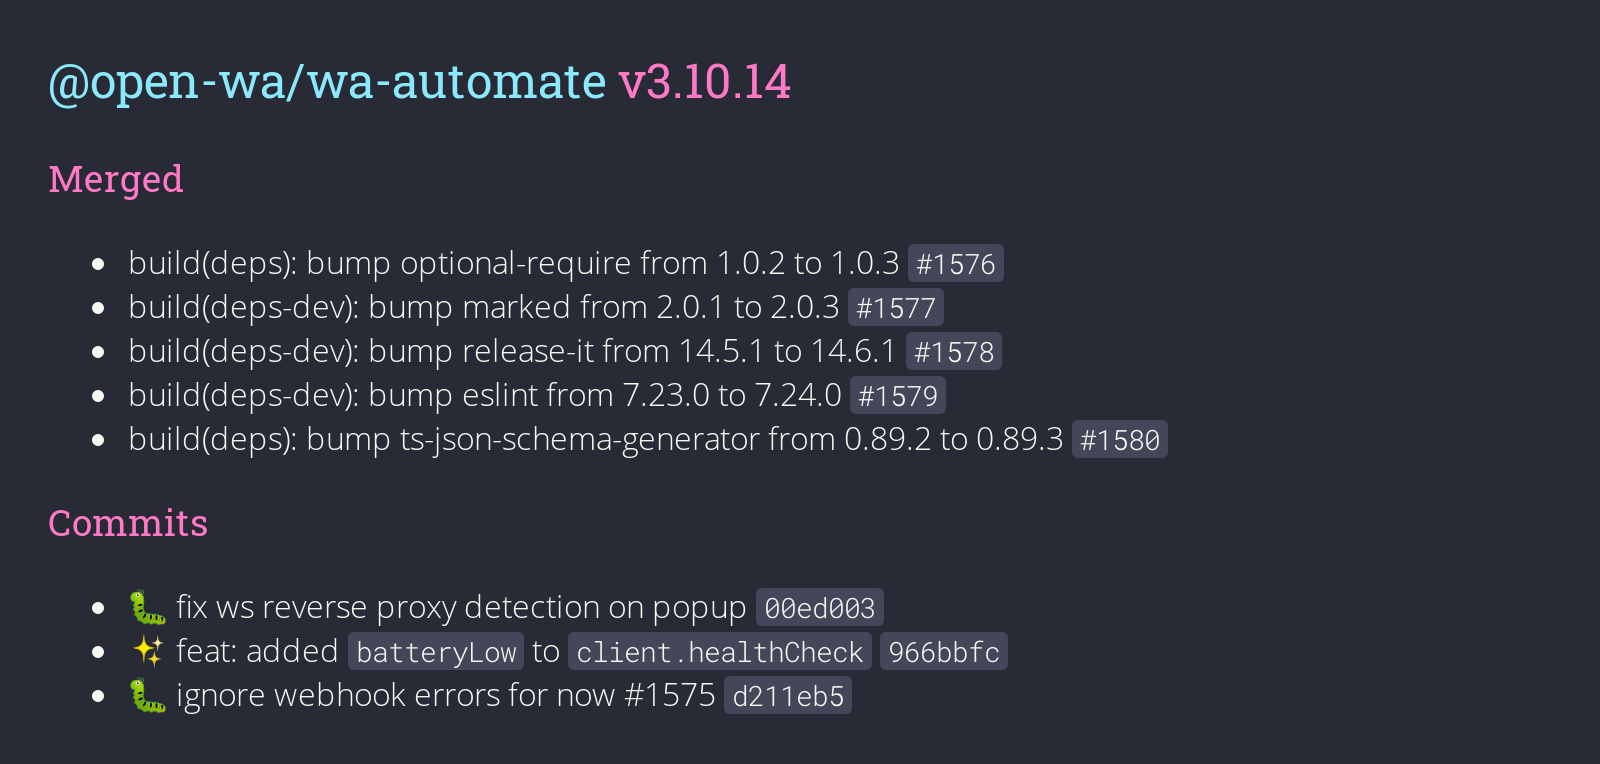 @open-wa/wa-automate v3.10.14
Merged
build(deps): bump optional-require from 1.0.2 to 1.0.3 #1576
build(deps-dev): bump marked from 2.0.1 to 2.0.3 #1577
build(deps-dev): bump release-it from 14.5.1 to 14.6.1 #1578
build(deps-dev): bump eslint from 7.23.0 to 7.24.0 #1579
build(deps): bump ts-json-schema-generator from 0.89.2 to 0.89.3 #1580
Commits
🐛 fix ws reverse proxy detection on popup 00ed003
✨ feat: added batteryLow to client.healthCheck 966bbfc
🐛 ignore webhook errors for now #1575 d211eb5